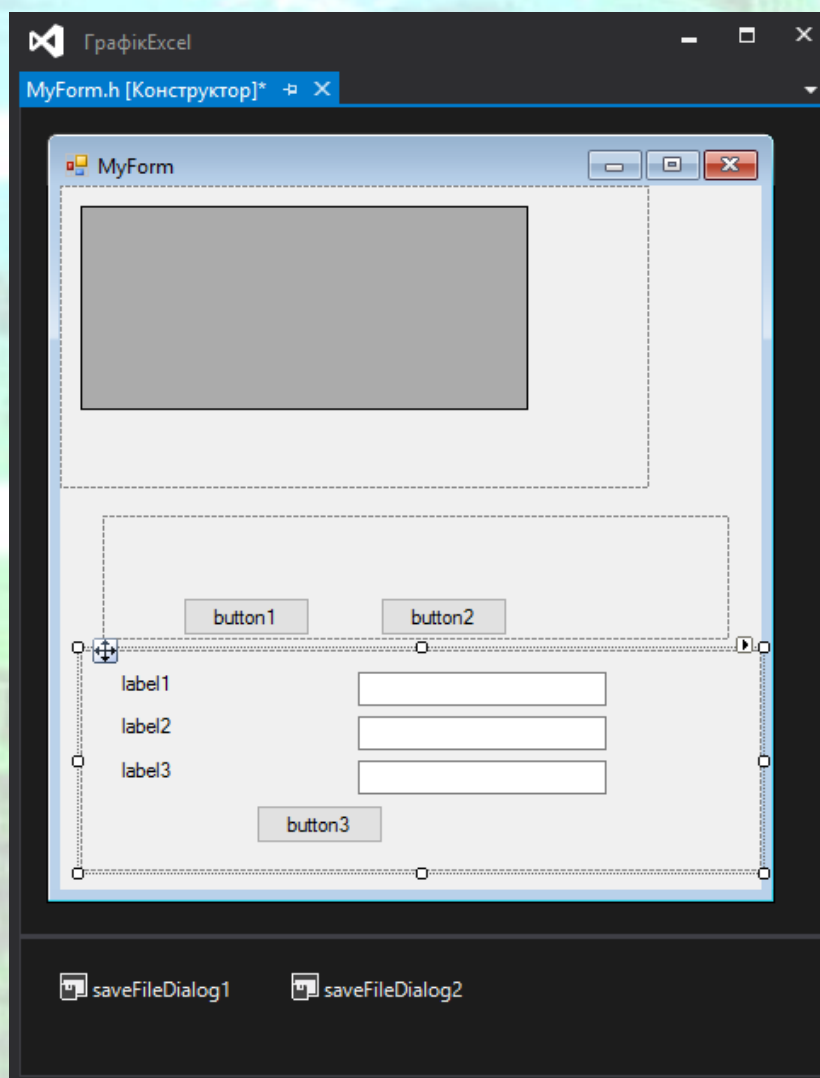 ГрафікExcel
MyForm.h [Конструктор]*
MyForm
button1 button2
label1
label2
label3
button3
saveFileDialog1 saveFileDialog2